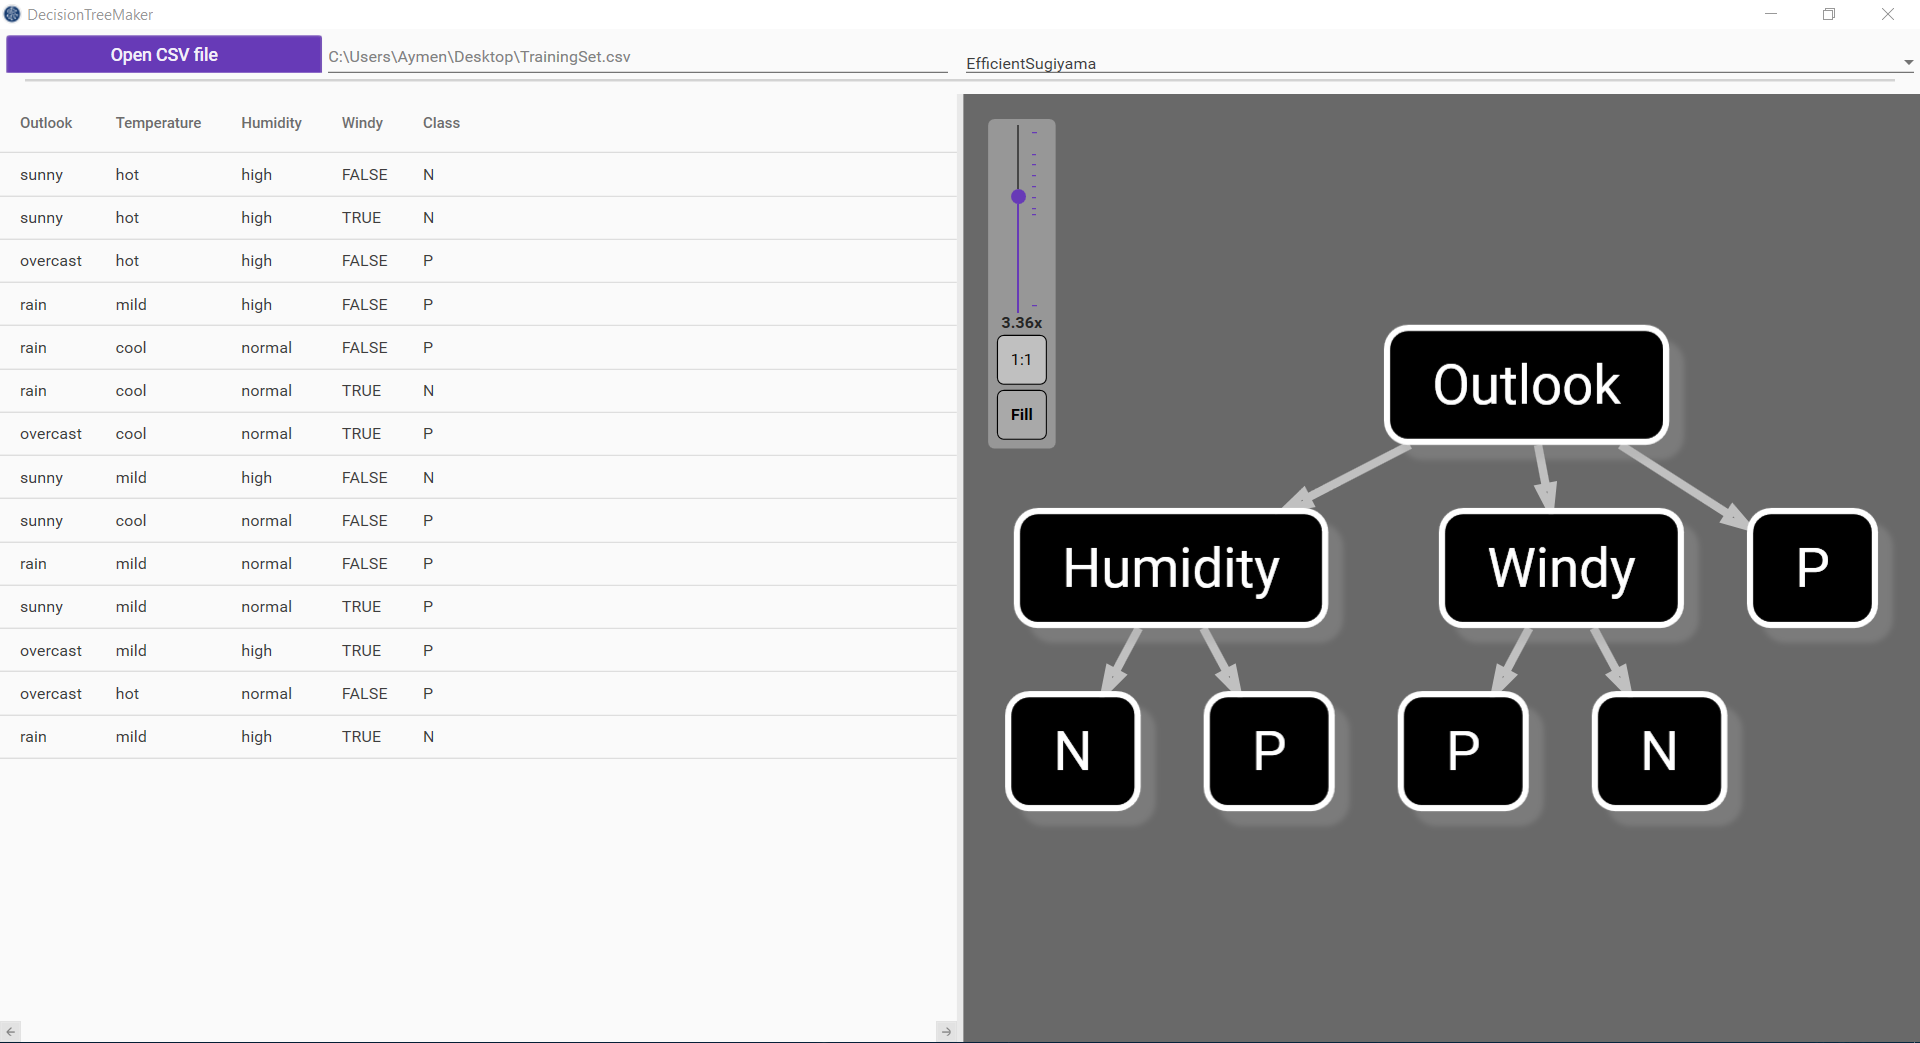 DecisionTreeMaker
Open CSV file
C:\Users\Aymen\Desktop\TrainingSet.csv
EfficientSugiyama
Outlook Temperature Humidity Windy Class
sunny hot high FALSE N
sunny hot high TRUE N
overcast hot high FALSE P
rain mild high FALSE P
rain cool normal FALSE P
rain cool normal TRUE N
overcast cool normal TRUE P
sunny mild high FALSE N
sunny cool normal FALSE P
rain mild normal FALSE P
sunny mild normal TRUE P
overcast mild high TRUE P
overcast hot normal FALSE P
rain mild high TRUE N
3.36x
1:1
Fill
Outlook
Humidity Windy P
N P P N